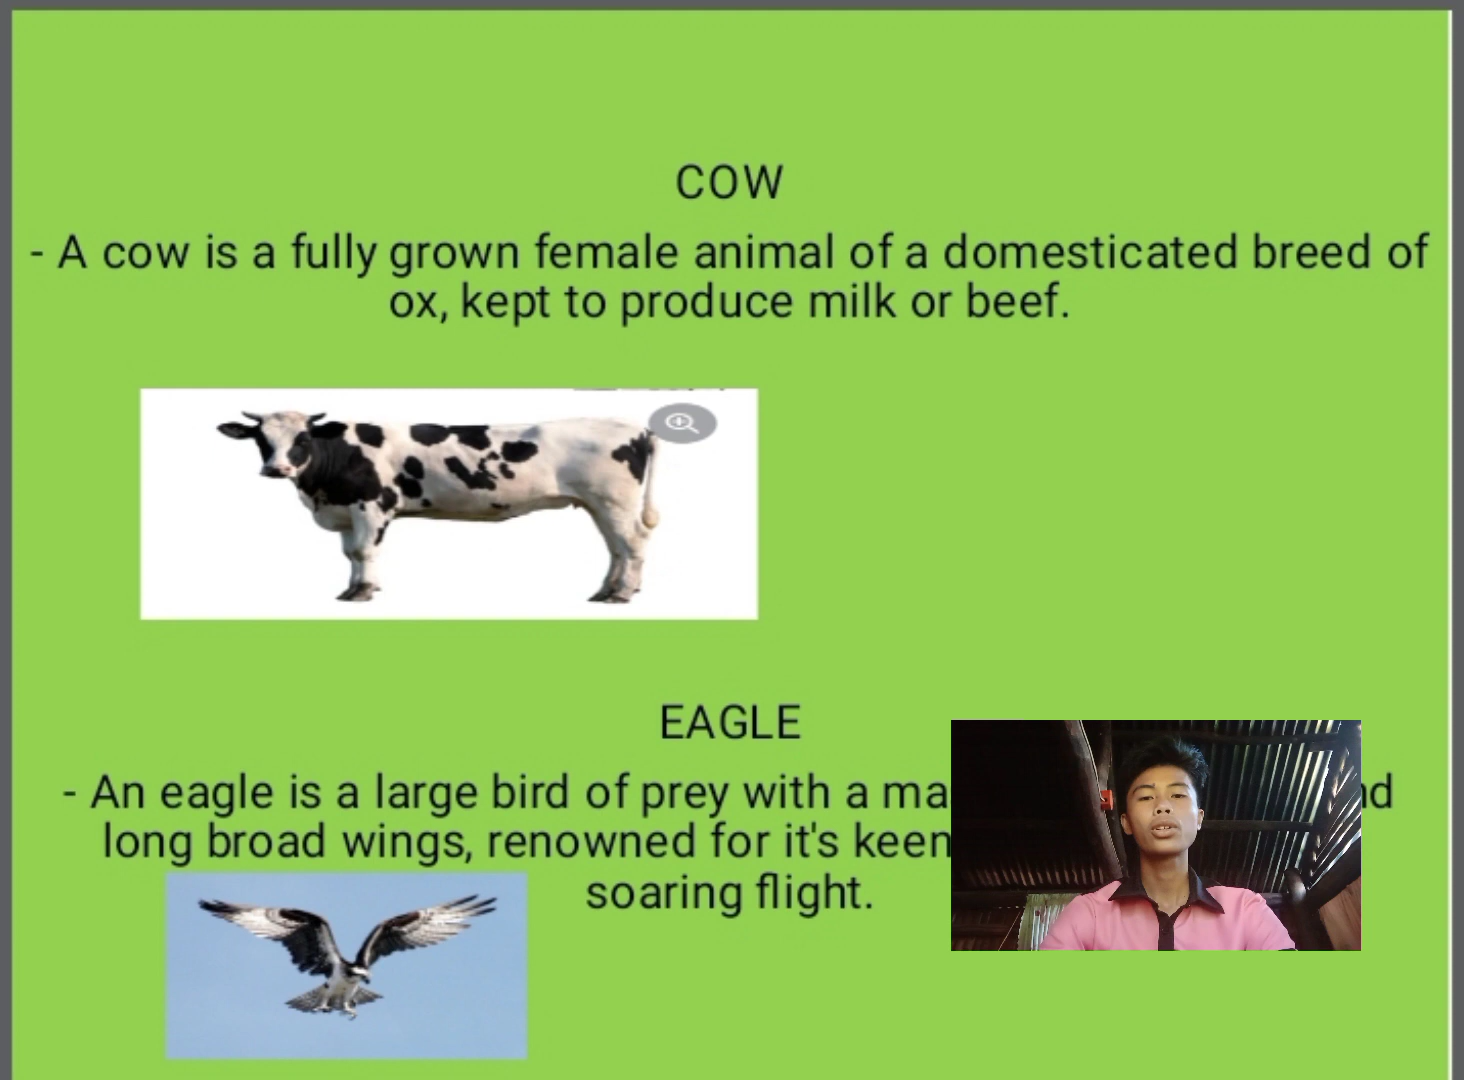 COW
- A cow is a fully grown female animal of a domesticated breed of
ox, kept to produce milk or beef.
EAGLE
- An eagle is a large bird of prey with a
long broad wings, renowned for it's keen
soaring flight.